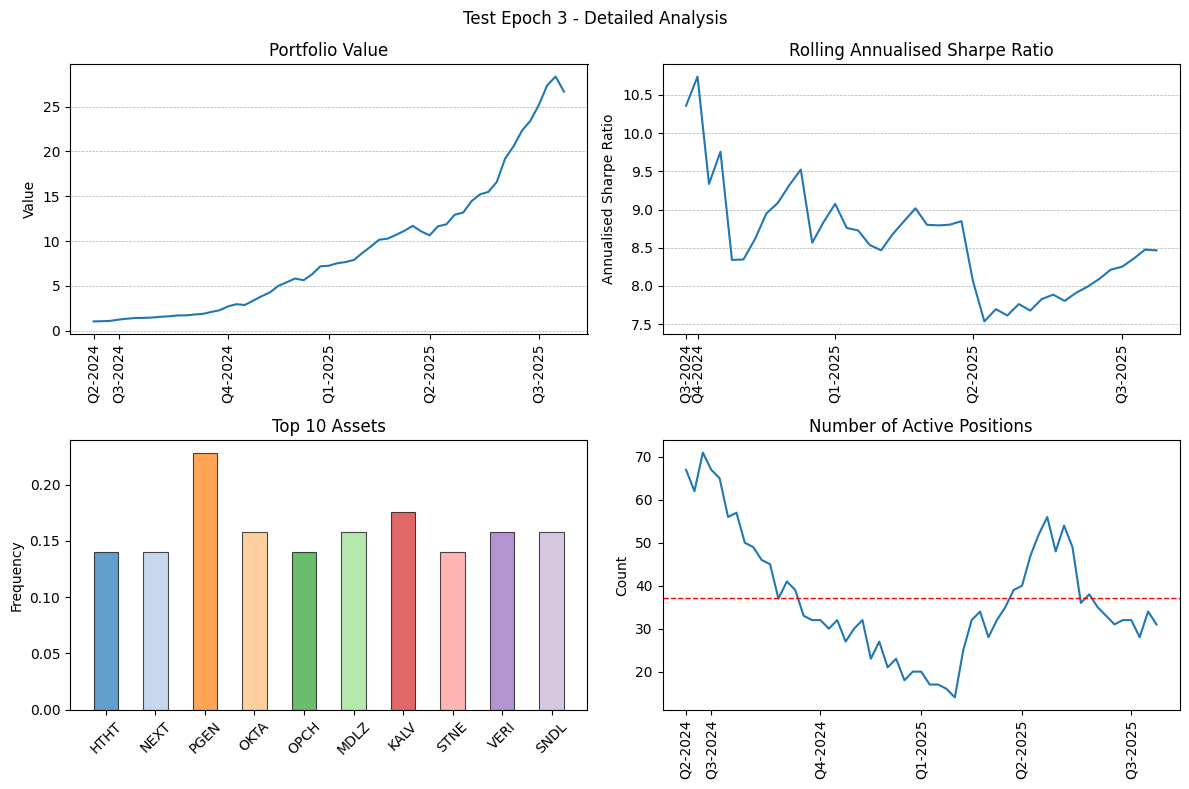 Test Epoch 3 - Detailed Analysis
Portfolio Value
Value
25
20
15
10
5
0
Q2-2024
Q3-2024
Q4-2024
Q1-2025
Q2-2025
Q3-2025
Rolling Annualised Sharpe Ratio
Annualised Sharpe Ratio
10.5
10.0
9.5
9.0
8.5
8.0
7.5
Q3-2024
Q4-2024
Q1-2025
Q2-2025
Q3-2025
Top 10 Assets
Frequency
0.20
0.15
0.10
0.05
0.00
HTHT
NEXT
PGEN
OKTA
OPCH
MDLZ
KALV
STNE
VERI
SNDL
Number of Active Positions
Count
70
60
50
40
30
20
Q2-2024
Q3-2024
Q4-2024
Q1-2025
Q2-2025
Q3-2025